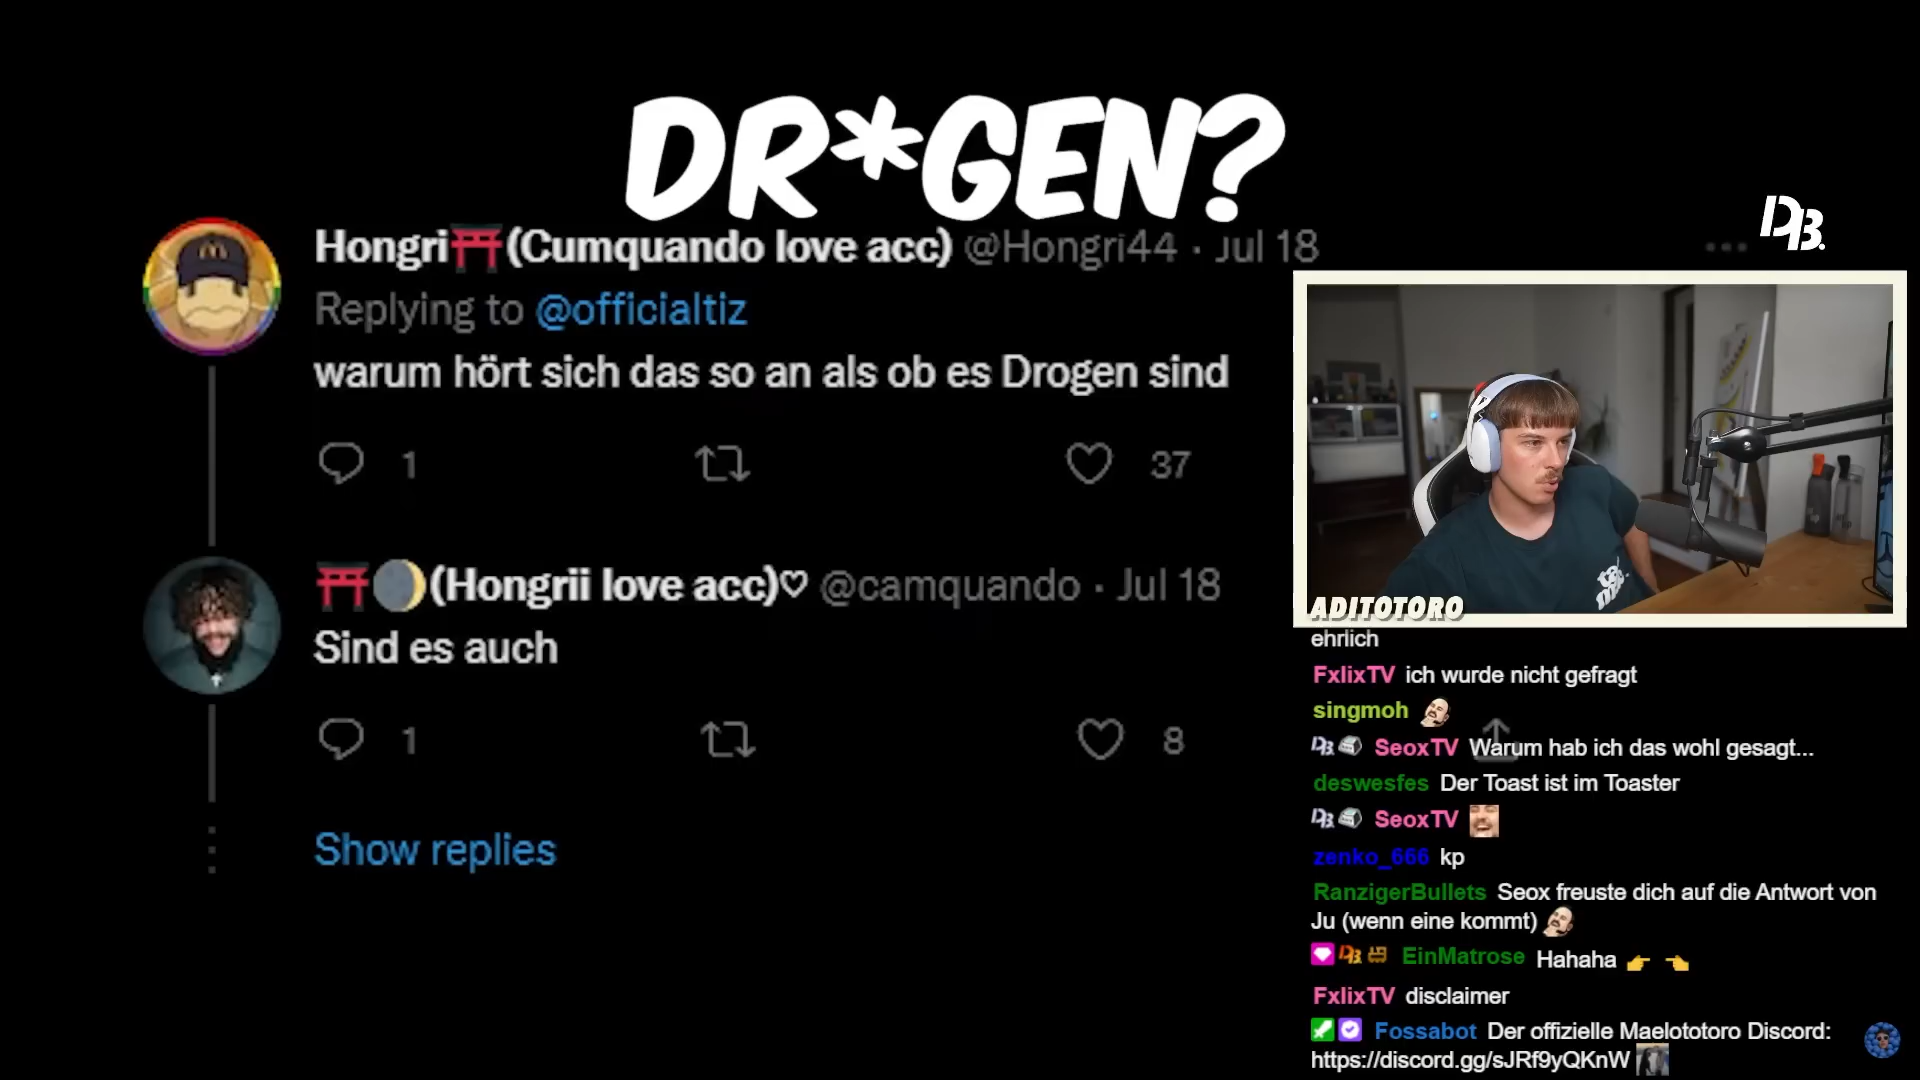 DR*GEN?
Hongri⛩(Cumquando love acc) @Hongri44 · Jul 18
Replying to @officialtiz
warum hört sich das so an als ob es Drogen sind
1 37
⛩🌖(Hongrii love acc)♡ @camquando · Jul 18
Sind es auch
1 8
Show replies
DB.
ADITOTORO
ehrlich
FxlixTV ich wurde nicht gefragt
singmoh
SeoxTV Warum hab ich das wohl gesagt...
deswesfes Der Toast ist im Toaster
SeoxTV
zenko_666 kp
RanzigerBullets Seox freuste dich auf die Antwort von
Ju (wenn eine kommt)
EinMatrose Hahaha 👉 👈
FxlixTV disclaimer
Fossabot Der offizielle Maelototoro Discord:
https://discord.gg/sJRf9yQKnW